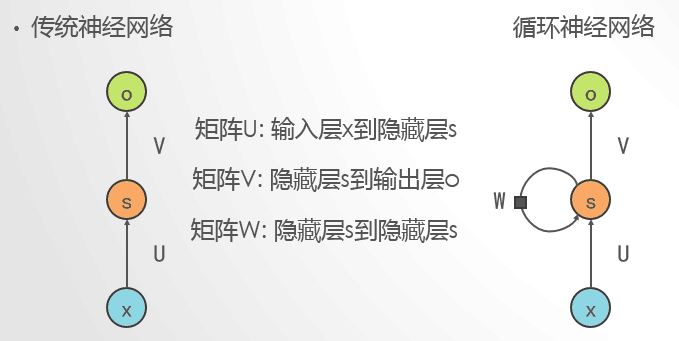 • 传统神经网络
循环神经网络
o
V
s
U
x
矩阵U: 输入层x到隐藏层s
矩阵V: 隐藏层s到输出层o
矩阵W: 隐藏层s到隐藏层s
o
V
W
s
U
x